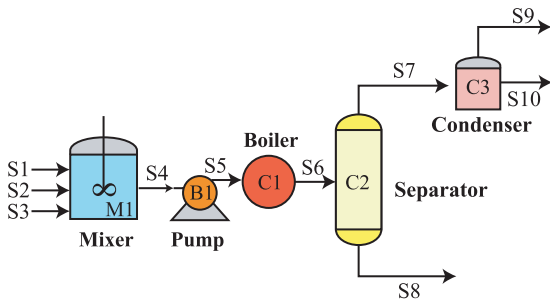 S1
S2
S3
M1
Mixer
S4
B1
Pump
S5
Boiler
C1
S6
C2
Separator
S7
S8
C3
Condenser
S9
S10